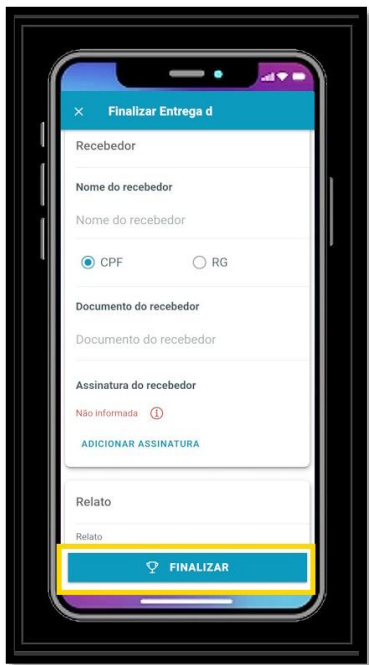 Finalizar Entrega d
Recebedor
Nome do recebedor
Nome do recebedor
CPF
RG
Documento do recebedor
Documento do recebedor
Assinatura do recebedor
Não informada
ADICIONAR ASSINATURA
Relato
Relato
FINALIZAR